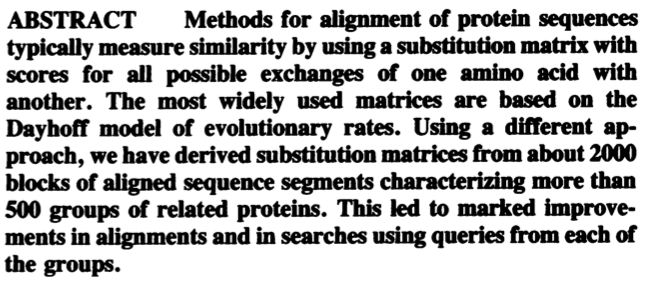 ABSTRACT Methods for alignment of protein sequences
typically measure similarity by using a substitution matrix with
scores for all possible exchanges of one amino acid with
another. The most widely used matrices are based on the
Dayhoff model of evolutionary rates. Using a different ap-
proach, we have derived substitution matrices from about 2000
blocks of aligned sequence segments characterizing more than
500 groups of related proteins. This led to marked improve-
ments in alignments and in searches using queries from each of
the groups.